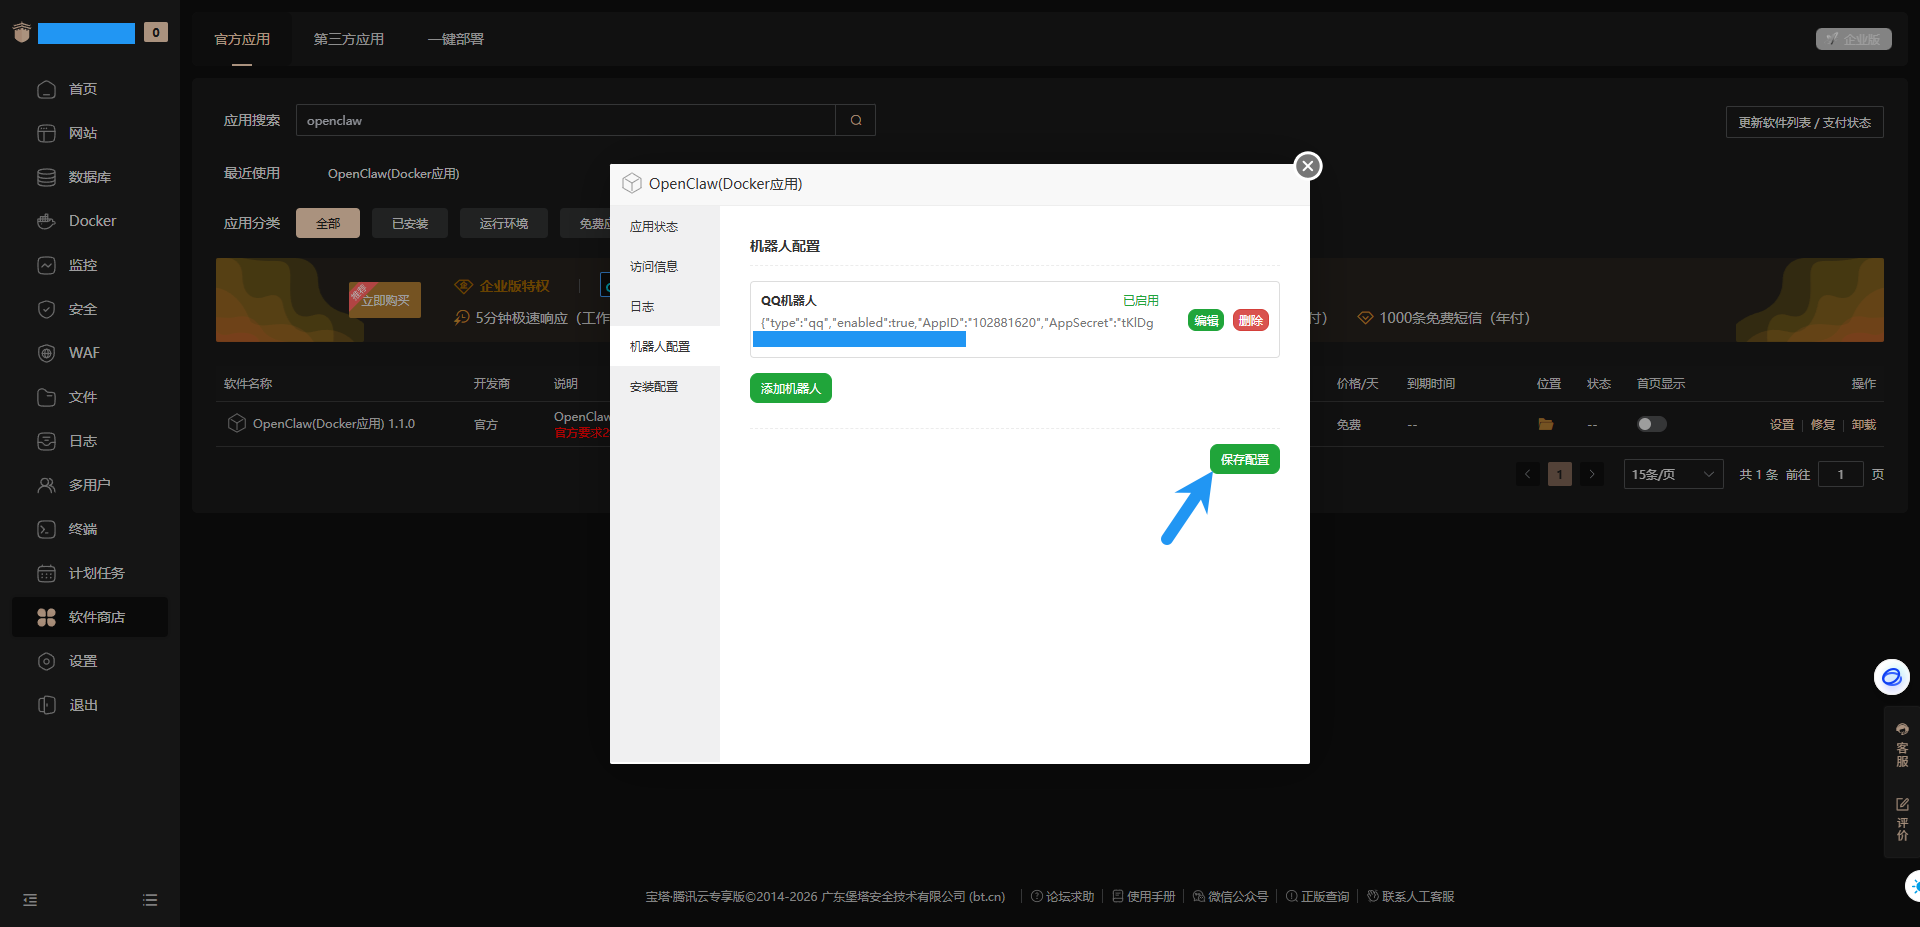 0
首页
网站
数据库
Docker
监控
安全
WAF
文件
日志
多用户
终端
计划任务
软件商店
设置
退出
官方应用
第三方应用
一键部署
企业版
应用搜索
openclaw
更新软件列表 / 支付状态
最近使用
OpenClaw(Docker应用)
应用分类
全部
已安装
运行环境
免费应
推荐
立即购买
企业版特权
5分钟极速响应（工作
付）
1000条免费短信（年付）
软件名称
开发商
说明
价格/天
到期时间
位置
状态
首页显示
操作
OpenClaw(Docker应用) 1.1.0
官方
OpenClaw
官方要求2
免费
--
--
设置
修复
卸载
1
15条/页
共 1 条
前往
1
页
OpenClaw(Docker应用)
应用状态
访问信息
日志
机器人配置
安装配置
机器人配置
QQ机器人
已启用
{"type":"qq","enabled":true,"AppID":"102881620","AppSecret":"tKlDg
编辑
删除
添加机器人
保存配置
客服
评价
宝塔·腾讯云专享版©2014-2026 广东堡塔安全技术有限公司 (bt.cn)
论坛求助
使用手册
微信公众号
正版查询
联系人工客服